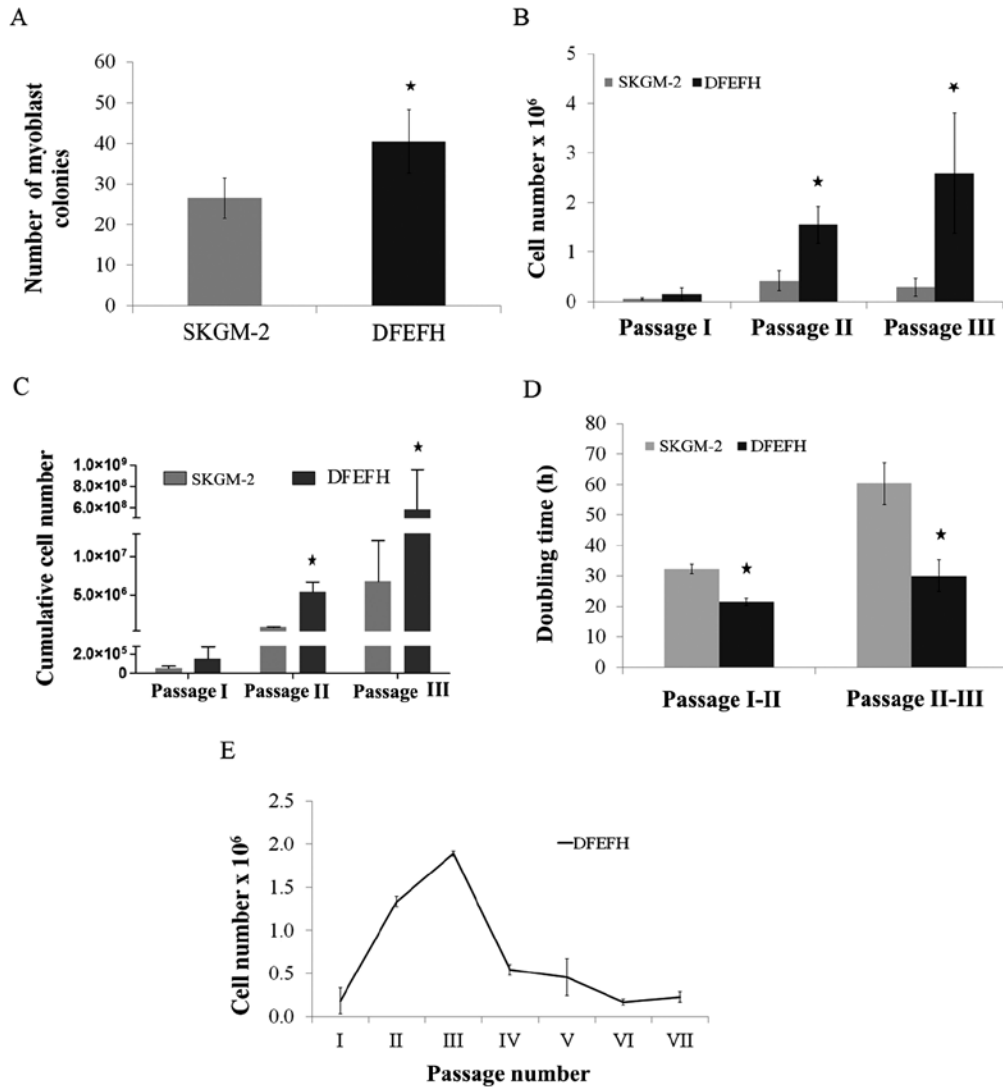 A
Number of myoblast
colonies
60
50
40
30
20
10
0
★
SKGM-2
DFEFH
B
Cell number x 10⁶
5
4
3
2
1
0
SKGM-2 DFEFH
★
★
Passage I Passage II Passage III
C
Cumulative cell number
1.0×10⁹
8.0×10⁸
6.0×10⁸
1.0×10⁷
5.0×10⁶
2.0×10⁵
0
SKGM-2 DFEFH
★
★
Passage I Passage II Passage III
D
Doubling time (h)
80
70
60
50
40
30
20
10
0
SKGM-2 DFEFH
★
★
Passage I-II Passage II-III
E
Cell number x 10⁶
2.5
2.0
1.5
1.0
0.5
0.0
DFEFH
I II III IV V VI VII
Passage number